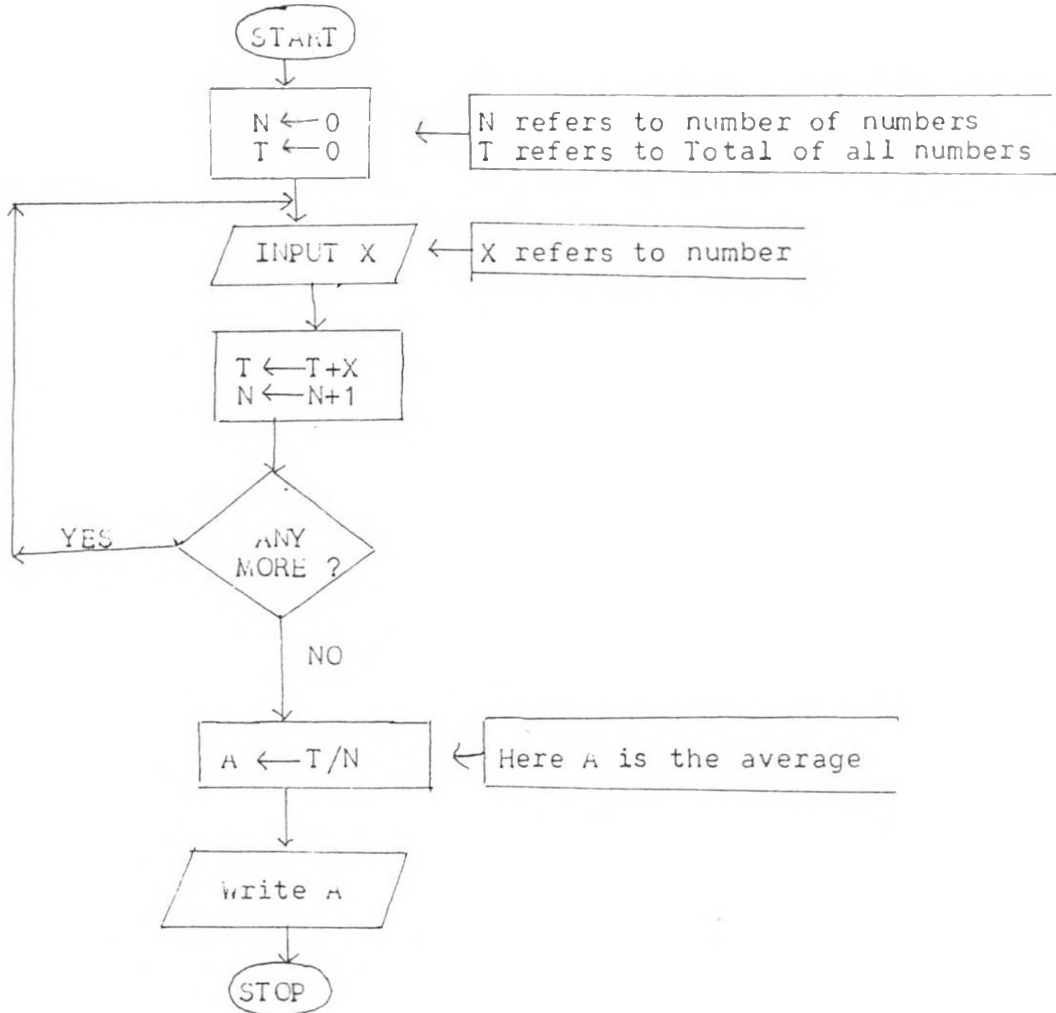 START
N ← 0
T ← 0
N refers to number of numbers
T refers to Total of all numbers
INPUT X
X refers to number
T ← T+X
N ← N+1
YES
ANY
MORE ?
NO
A ← T/N
Here A is the average
Write A
STOP